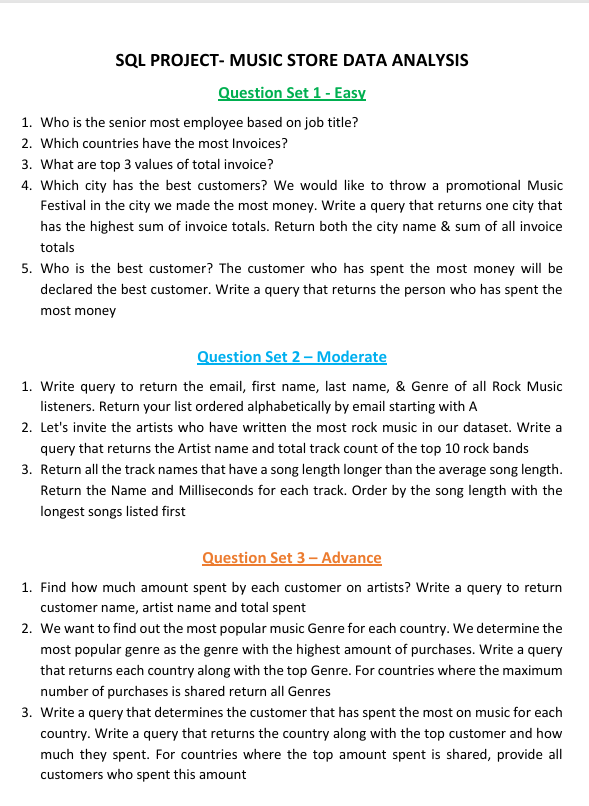 SQL PROJECT- MUSIC STORE DATA ANALYSIS
Question Set 1 - Easy
1. Who is the senior most employee based on job title?
2. Which countries have the most Invoices?
3. What are top 3 values of total invoice?
4. Which city has the best customers? We would like to throw a promotional Music
Festival in the city we made the most money. Write a query that returns one city that
has the highest sum of invoice totals. Return both the city name & sum of all invoice
totals
5. Who is the best customer? The customer who has spent the most money will be
declared the best customer. Write a query that returns the person who has spent the
most money
Question Set 2 – Moderate
1. Write query to return the email, first name, last name, & Genre of all Rock Music
listeners. Return your list ordered alphabetically by email starting with A
2. Let's invite the artists who have written the most rock music in our dataset. Write a
query that returns the Artist name and total track count of the top 10 rock bands
3. Return all the track names that have a song length longer than the average song length.
Return the Name and Milliseconds for each track. Order by the song length with the
longest songs listed first
Question Set 3 – Advance
1. Find how much amount spent by each customer on artists? Write a query to return
customer name, artist name and total spent
2. We want to find out the most popular music Genre for each country. We determine the
most popular genre as the genre with the highest amount of purchases. Write a query
that returns each country along with the top Genre. For countries where the maximum
number of purchases is shared return all Genres
3. Write a query that determines the customer that has spent the most on music for each
country. Write a query that returns the country along with the top customer and how
much they spent. For countries where the top amount spent is shared, provide all
customers who spent this amount